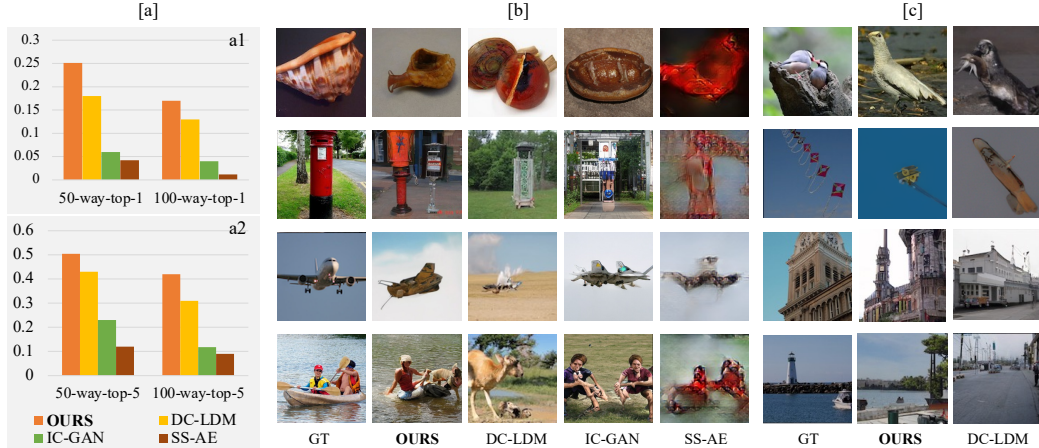 [a]
[b]
[c]
a1
0.3
0.25
0.2
0.15
0.1
0.05
0
50-way-top-1
100-way-top-1
a2
0.6
0.5
0.4
0.3
0.2
0.1
0
50-way-top-5
100-way-top-5
OURS
DC-LDM
IC-GAN
SS-AE
GT
OURS
DC-LDM
IC-GAN
SS-AE
GT
OURS
DC-LDM